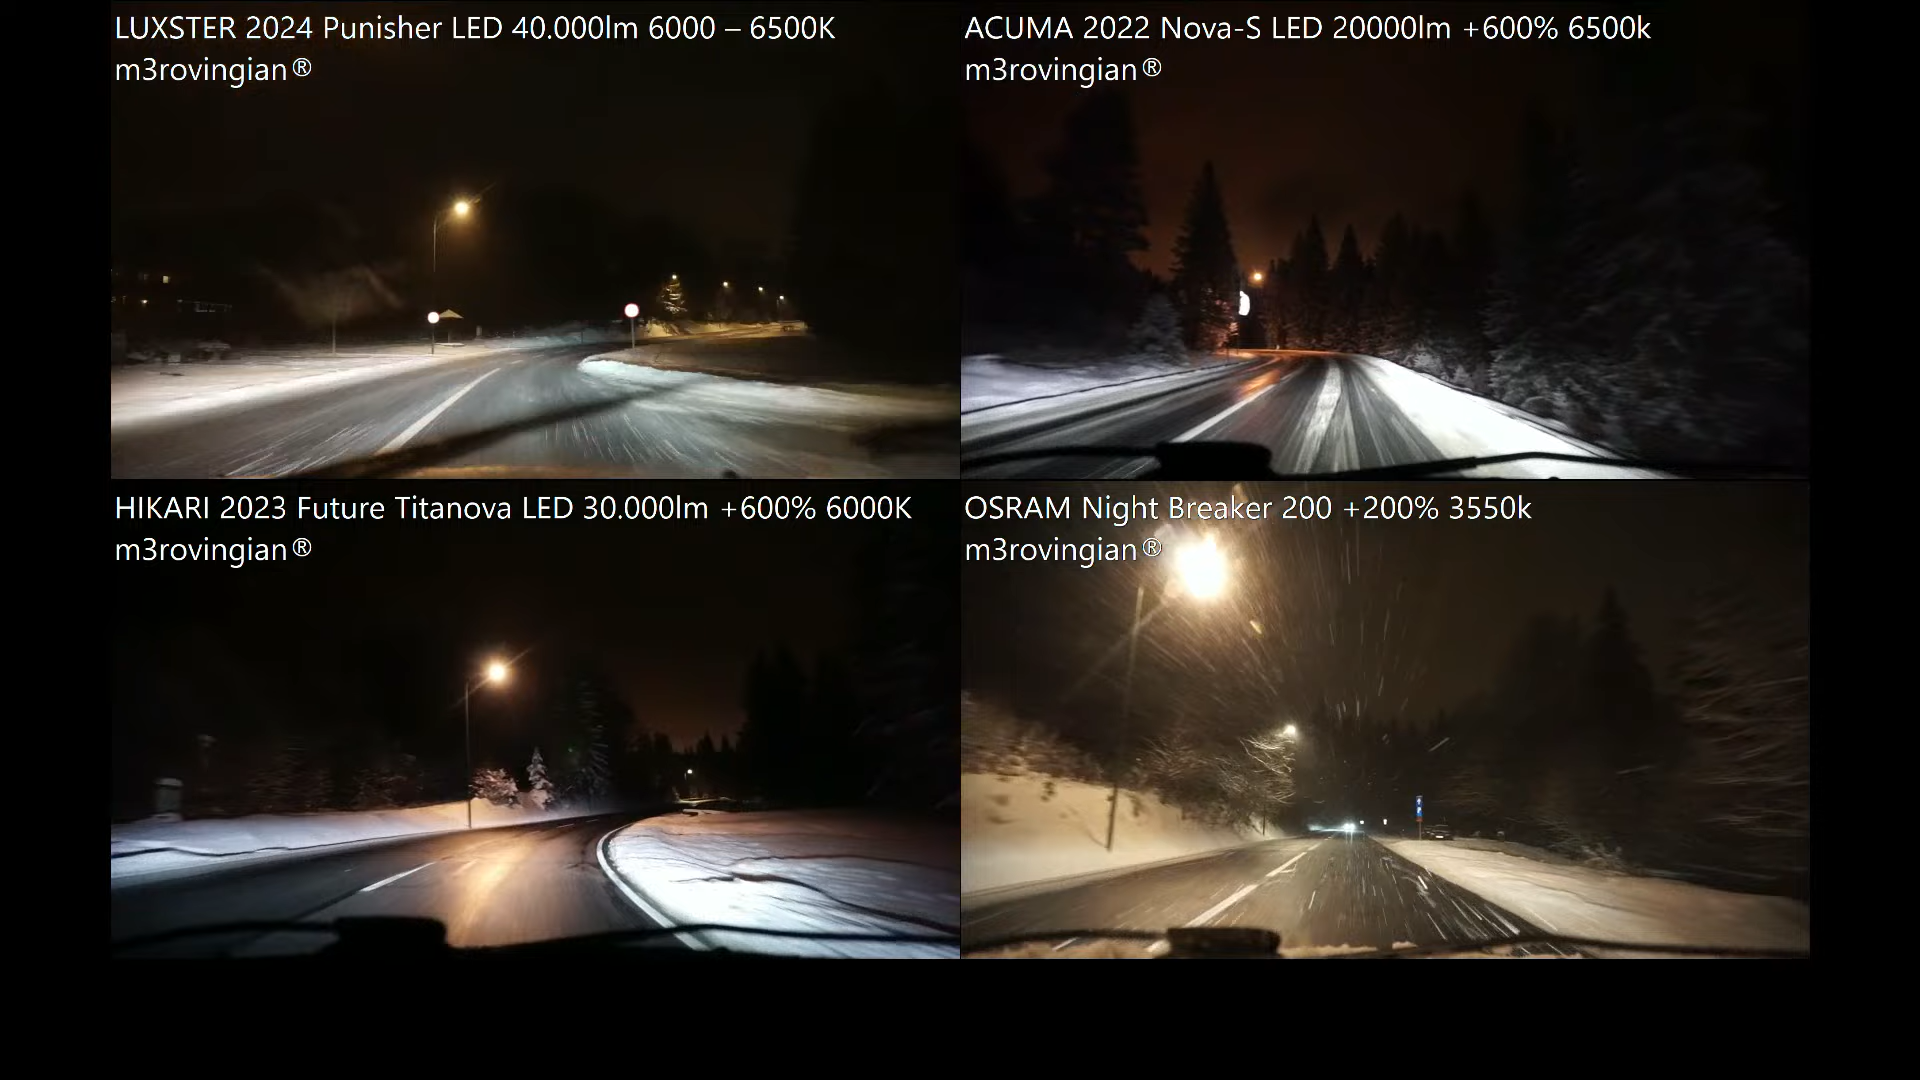 LUXSTER 2024 Punisher LED 40.000lm 6000 – 6500K
m3rovingian®
ACUMA 2022 Nova-S LED 20000lm +600% 6500k
m3rovingian®
HIKARI 2023 Future Titanova LED 30.000lm +600% 6000K
m3rovingian®
OSRAM Night Breaker 200 +200% 3550k
m3rovingian®